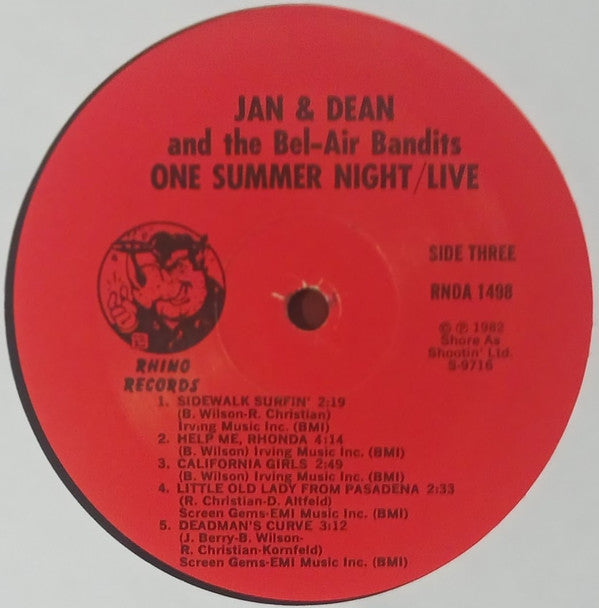 JAN & DEAN
and the Bel-Air Bandits
ONE SUMMER NIGHT/LIVE
SIDE THREE
RNDA 1498
© ℗ 1982
Shore As
Shootin' Ltd.
S-9716
RHINO
RECORDS
1. SIDEWALK SURFIN' 2:19
(B. Wilson-R. Christian)
Irving Music Inc. (BMI)
2. HELP ME, RHONDA 4:14
(B. Wilson) Irving Music Inc. (BMI)
3. CALIFORNIA GIRLS 2:49
(B. Wilson) Irving Music Inc. (BMI)
4. LITTLE OLD LADY FROM PASADENA 2:33
(R. Christian-D. Altfeld)
Screen Gems-EMI Music Inc. (BMI)
5. DEADMAN'S CURVE 3:12
(J. Berry-B. Wilson-
R. Christian-Kornfeld)
Screen Gems-EMI Music Inc. (BMI)